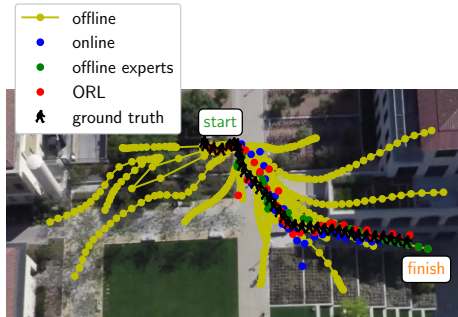 offline
online
offline experts
ORL
ground truth
start
finish